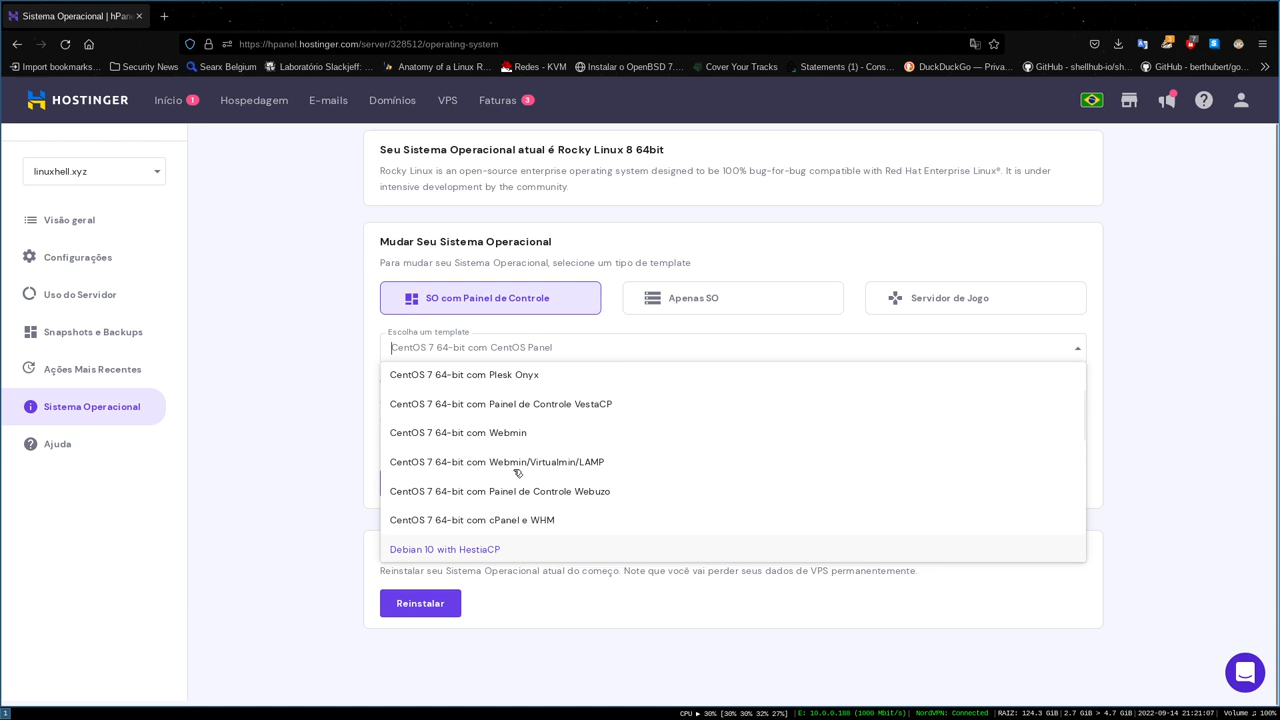 Sistema Operacional | hPan
https://hpanel.hostinger.com/server/328512/operating-system
Import bookmarks...
Security News
Searx Belgium
Laboratório Slackjeff: ...
Anatomy of a Linux R...
Redes - KVM
Instalar o OpenBSD 7....
Cover Your Tracks
Statements (1) - Cons...
DuckDuckGo — Priva...
GitHub - shellhub-io/sh...
GitHub - berthubert/go...
HOSTINGER
Início 1
Hospedagem
E-mails
Domínios
VPS
Faturas 3
linuxhell.xyz
Visão geral
Configurações
Uso do Servidor
Snapshots e Backups
Ações Mais Recentes
Sistema Operacional
Ajuda
Seu Sistema Operacional atual é Rocky Linux 8 64bit
Rocky Linux is an open-source enterprise operating system designed to be 100% bug-for-bug compatible with Red Hat Enterprise Linux®. It is under
intensive development by the community.
Mudar Seu Sistema Operacional
Para mudar seu Sistema Operacional, selecione um tipo de template
SO com Painel de Controle
Apenas SO
Servidor de Jogo
Escolha um template
CentOS 7 64-bit com CentOS Panel
CentOS 7 64-bit com Plesk Onyx
CentOS 7 64-bit com Painel de Controle VestaCP
CentOS 7 64-bit com Webmin
CentOS 7 64-bit com Webmin/Virtualmin/LAMP
CentOS 7 64-bit com Painel de Controle Webuzo
CentOS 7 64-bit com cPanel e WHM
Debian 10 with HestiaCP
Reinstalar seu Sistema Operacional atual do começo. Note que você vai perder seus dados de VPS permanentemente.
Reinstalar
1
CPU ▶ 30% [30% 30% 32% 27%] |E: 10.0.0.188 (1000 Mbit/s)| NordVPN: Connected |RAIZ: 124.3 GiB|2.7 GiB > 4.7 GiB|2022-09-14 21:21:07| Volume ♫ 100%